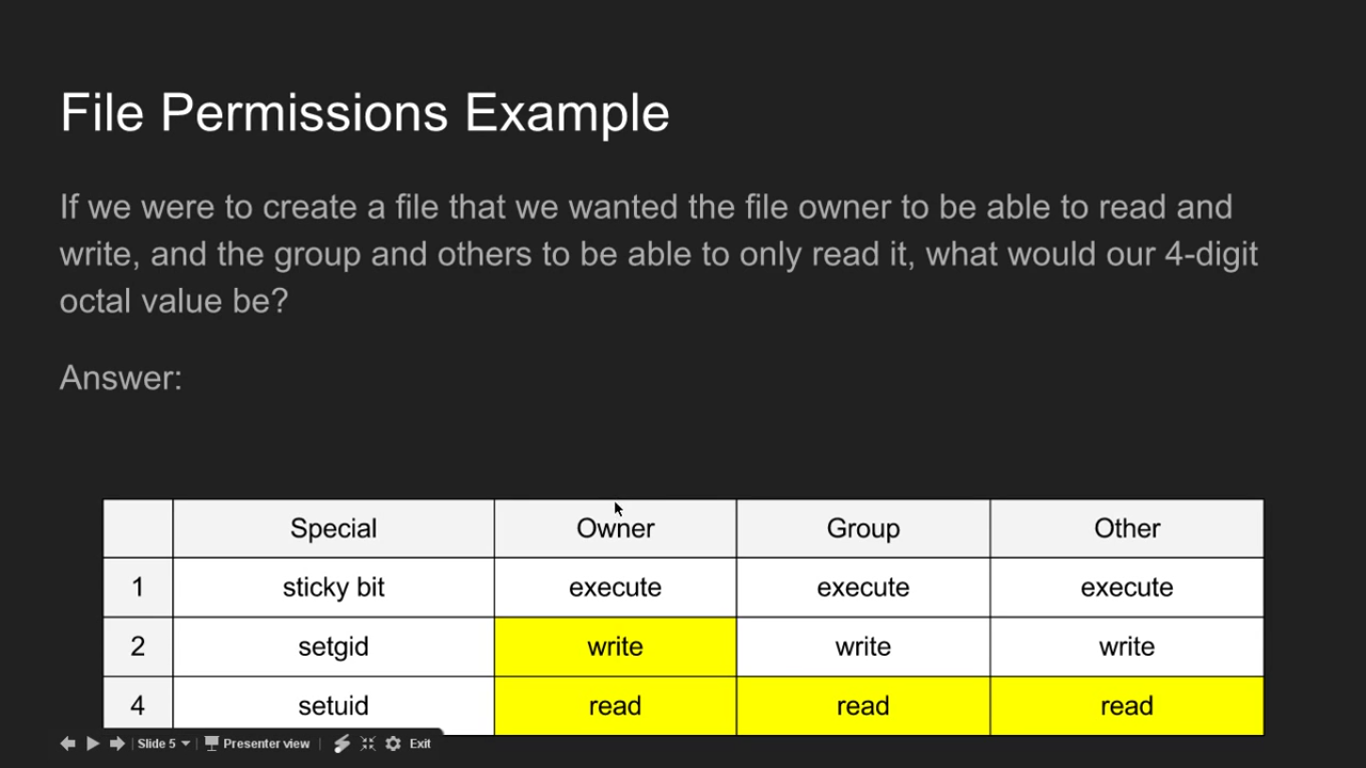 File Permissions Example
If we were to create a file that we wanted the file owner to be able to read and
write, and the group and others to be able to only read it, what would our 4-digit
octal value be?
Answer:
Special Owner Group Other
1 sticky bit execute execute execute
2 setgid write write write
4 setuid read read read
Slide 5 Presenter view Exit